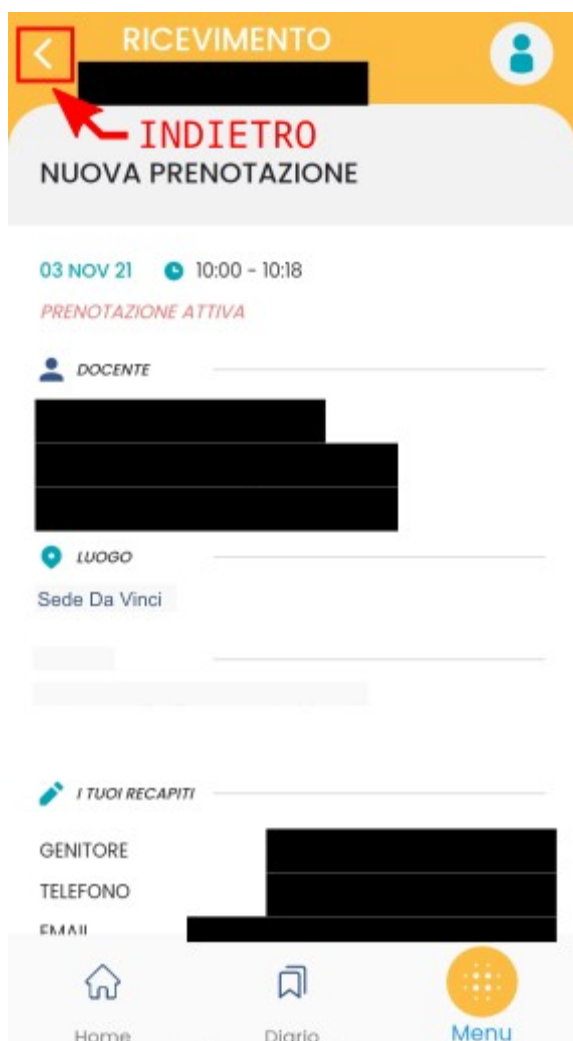 RICEVIMENTO
INDIETRO
NUOVA PRENOTAZIONE
03 NOV 21 10:00 - 10:18
PRENOTAZIONE ATTIVA
DOCENTE
LUOGO
Sede Da Vinci
I TUOI RECAPITI
GENITORE
TELEFONO
EMAIL
Home Diario Menu